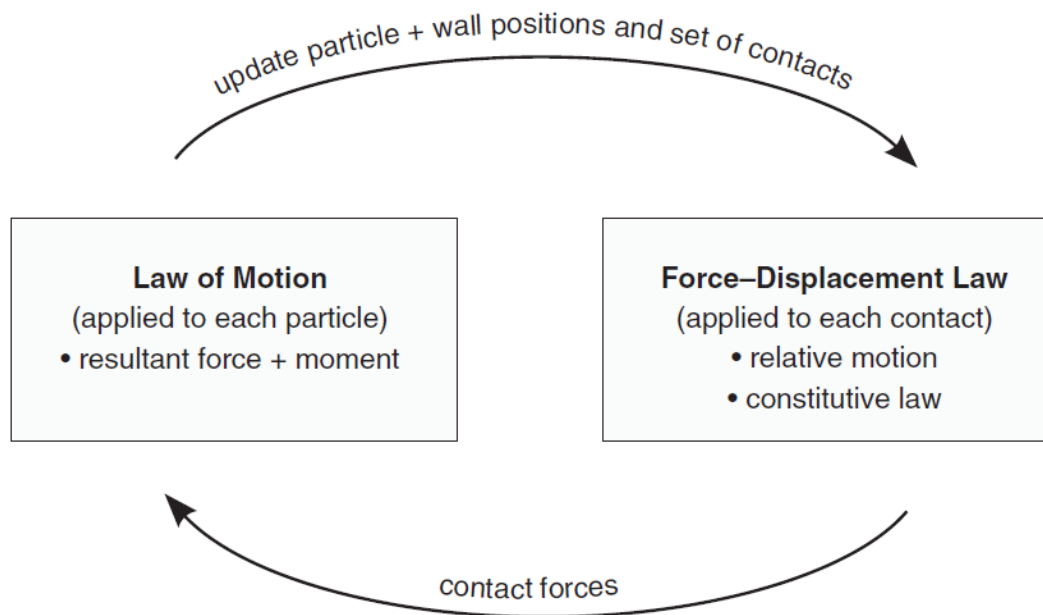 update particle + wall positions and set of contacts
Law of Motion
(applied to each particle)
• resultant force + moment
Force–Displacement Law
(applied to each contact)
• relative motion
• constitutive law
contact forces